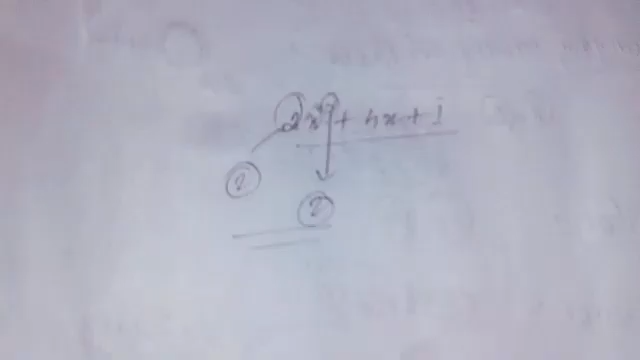 2x² + 4x + 1
2
2